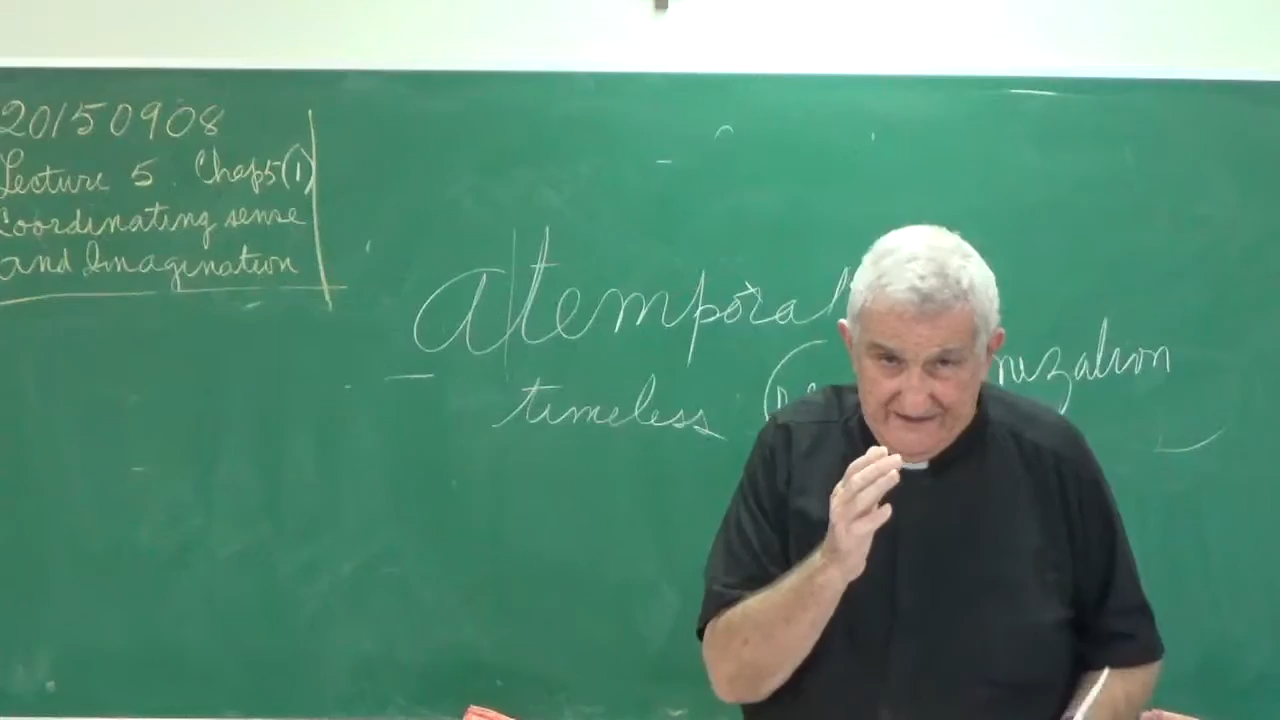 20150908
Lecture 5 Chap5(1)
Coordinating sense
and Imagination
atemporal
timeless